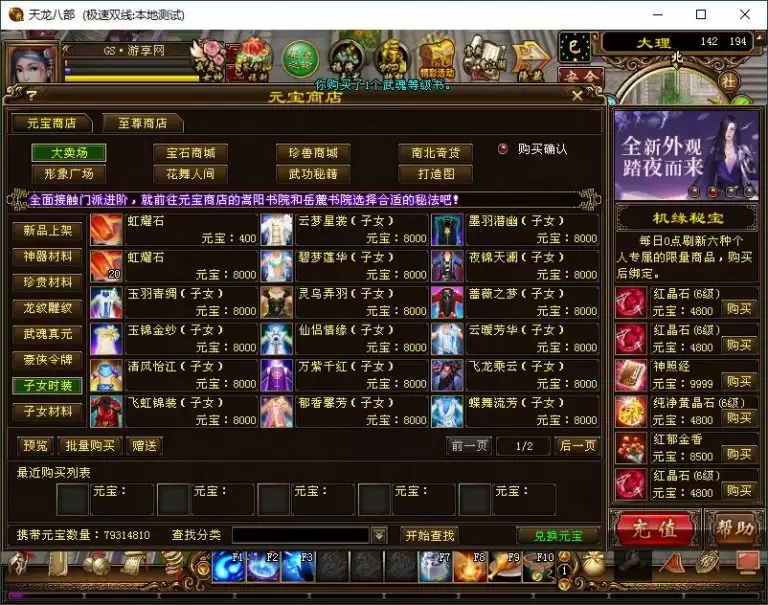 天龙八部 (极速双线:本地测试)
GS·游享网
大理 142 194
北
社
安全
精彩活动
你购买了1个武魂等级书。
?
元宝商店
元宝商店
至尊商店
大卖场
宝石商城
珍兽商城
南北奇货
购买确认
形象广场
花舞人间
武功秘籍
打造图
全面接触门派进阶，就前往元宝商店的嵩阳书院和岳麓书院选择合适的秘法吧！
新品上架
神器材料
珍贵材料
龙纹雕纹
武魂真元
豪侠令牌
子女时装
子女材料
虹耀石
元宝：400
云梦星裳（子女）
元宝：8000
墨羽潜幽（子女）
元宝：8000
虹耀石
20
元宝：8000
碧梦莲华（子女）
元宝：8000
夜锦天澜（子女）
元宝：8000
玉羽青绸（子女）
元宝：8000
灵鸟弄羽（子女）
元宝：8000
蔷薇之梦（子女）
元宝：8000
玉锦金纱（子女）
元宝：8000
仙侣情缘（子女）
元宝：8000
云暖芳华（子女）
元宝：8000
清风怡江（子女）
元宝：8000
万紫千红（子女）
元宝：8000
飞龙乘云（子女）
元宝：8000
飞虹锦装（子女）
元宝：8000
郁香馨芳（子女）
元宝：8000
蝶舞流芳（子女）
元宝：8000
预览
批量购买
赠送
前一页
1/2
后一页
最近购买列表
元宝：
元宝：
元宝：
元宝：
元宝：
携带元宝数量：79314810
查找分类
开始查找
兑换元宝
全新外观
踏夜而来
机缘秘宝
每日0点刷新六种个
人专属的限量商品，购买
后绑定。
红晶石 (6级)
元宝：4800 购买
红晶石 (6级)
元宝：4800 购买
神照经
元宝：9999 购买
纯净黄晶石 (6级)
元宝：4800 购买
红郁金香
元宝：8500 购买
红晶石 (6级)
元宝：4800 购买
充值
帮助
F1
F2
F3
F7
F8
F9
F10
1